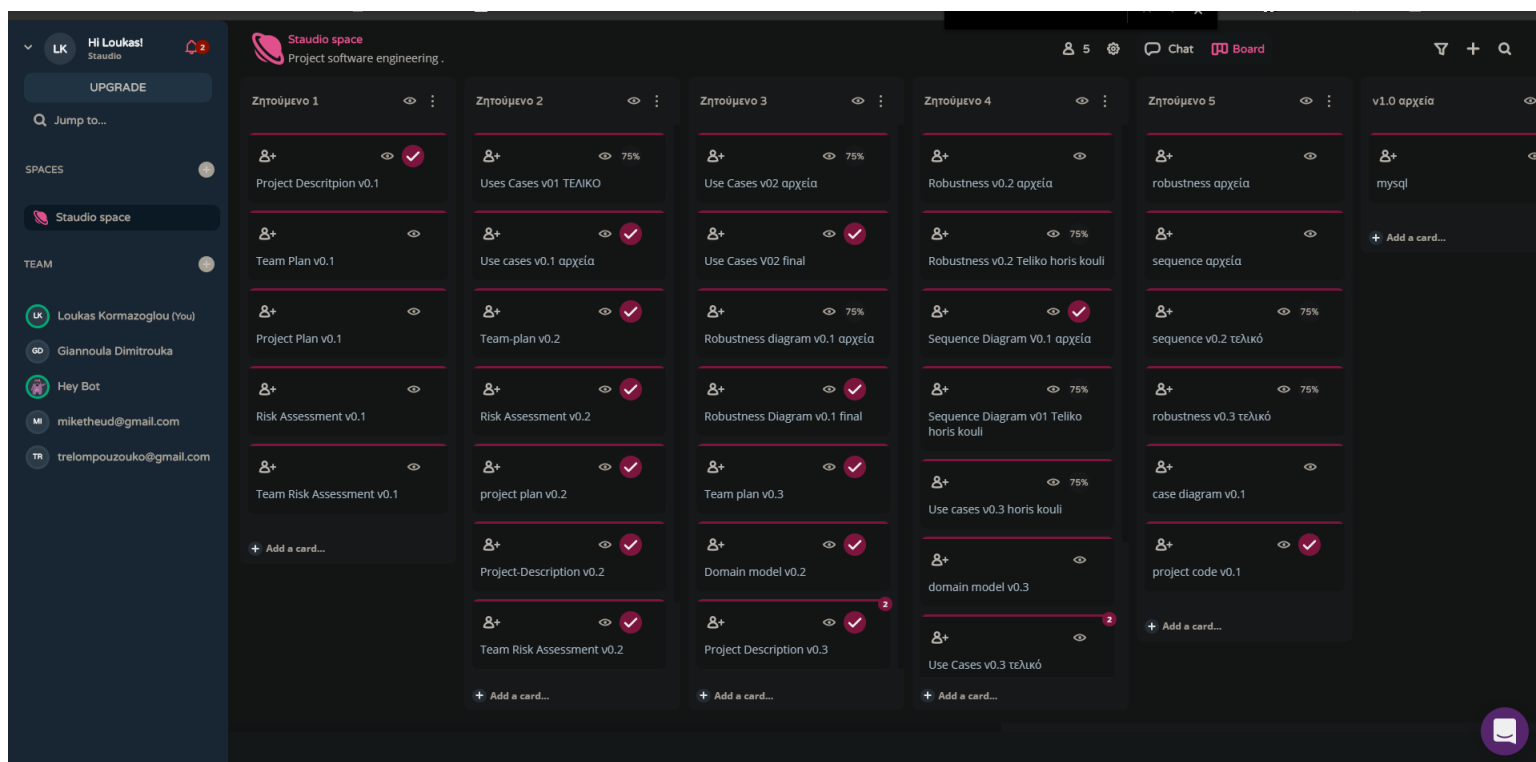 LK
Hi Loukas!
Staudio
2
UPGRADE
Jump to...
SPACES
Staudio space
TEAM
LK Loukas Kormazoglou (You)
GD Giannoula Dimitrouka
Hey Bot
MI miketheud@gmail.com
TR trelompouzouko@gmail.com
Staudio space
Project software engineering .
5
Chat
Board
Ζητούμενο 1
Project Descritpion v0.1
Team Plan v0.1
Project Plan v0.1
Risk Assessment v0.1
Team Risk Assessment v0.1
+ Add a card...
Ζητούμενο 2
75%
Uses Cases v01 ΤΕΛΙΚΟ
Use cases v0.1 αρχεία
Team-plan v0.2
Risk Assessment v0.2
project plan v0.2
Project-Description v0.2
Team Risk Assessment v0.2
+ Add a card...
Ζητούμενο 3
75%
Use Cases v02 αρχεία
Use Cases V02 final
75%
Robustness diagram v0.1 αρχεία
Robustness Diagram v0.1 final
Team plan v0.3
Domain model v0.2
2
Project Description v0.3
+ Add a card...
Ζητούμενο 4
Robustness v0.2 αρχεία
75%
Robustness v0.2 Teliko horis kouli
Sequence Diagram V0.1 αρχεία
75%
Sequence Diagram v01 Teliko
horis kouli
75%
Use cases v0.3 horis kouli
domain model v0.3
2
Use Cases v0.3 τελικό
+ Add a card...
Ζητούμενο 5
robustness αρχεία
sequence αρχεία
75%
sequence v0.2 τελικό
75%
robustness v0.3 τελικό
case diagram v0.1
project code v0.1
+ Add a card...
v1.0 αρχεία
mysql
+ Add a card...